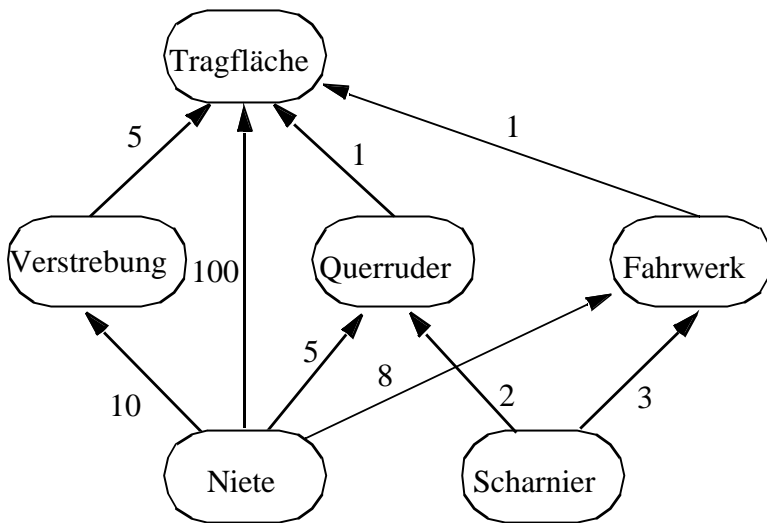 Tragfläche
5
1
1
Verstrebung
100
Querruder
Fahrwerk
10
5
8
2
3
Niete
Scharnier